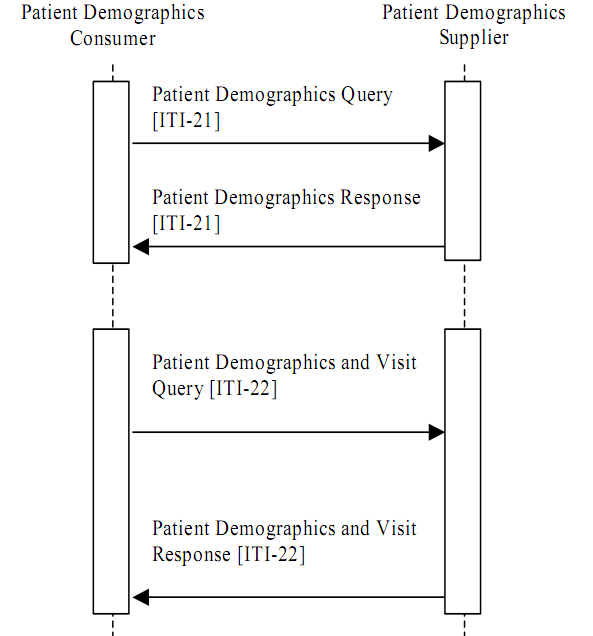 Patient Demographics
Consumer
Patient Demographics
Supplier
Patient Demographics Query
[ITI-21]
Patient Demographics Response
[ITI-21]
Patient Demographics and Visit
Query [ITI-22]
Patient Demographics and Visit
Response [ITI-22]